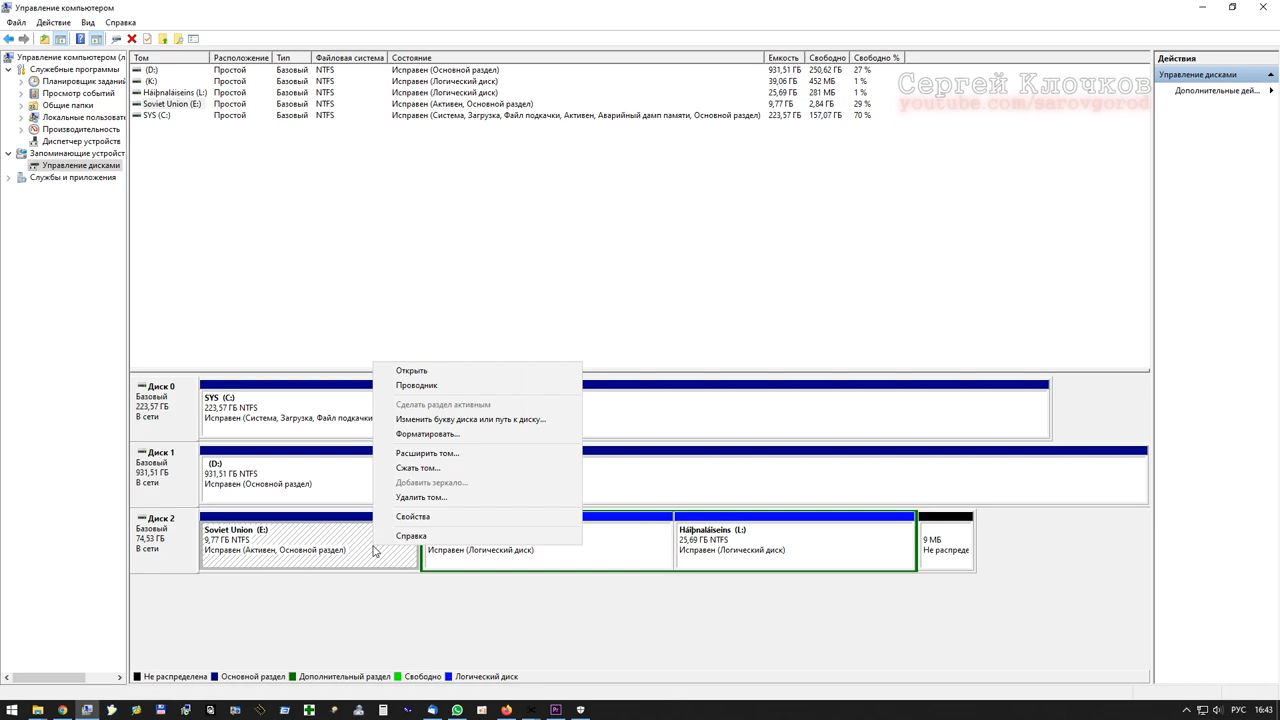 Управление компьютером
Файл Действие Вид Справка
Управление компьютером (л
Служебные программы
Планировщик заданий
Просмотр событий
Общие папки
Локальные пользовате
Производительность
Диспетчер устройств
Запоминающие устройст
Управление дисками
Службы и приложения
Том Расположение Тип Файловая система Состояние Емкость Свободно Свободно %
(D:) Простой Базовый NTFS Исправен (Основной раздел) 931,51 ГБ 250,62 ГБ 27 %
(K:) Простой Базовый NTFS Исправен (Логический диск) 39,06 ГБ 452 МБ 1 %
Háiþnaláiseins (L:) Простой Базовый NTFS Исправен (Логический диск) 25,69 ГБ 281 МБ 1 %
Soviet Union (E:) Простой Базовый NTFS Исправен (Активен, Основной раздел) 9,77 ГБ 2,84 ГБ 29 %
SYS (C:) Простой Базовый NTFS Исправен (Система, Загрузка, Файл подкачки, Активен, Аварийный дамп памяти, Основной раздел) 223,57 ГБ 157,07 ГБ 70 %
Сергей Клочков
youtube.com/sarovgorod
Действия
Управление дисками
Дополнительные дей...
Диск 0
Базовый
223,57 ГБ
В сети
SYS (C:)
223,57 ГБ NTFS
Исправен (Система, Загрузка, Файл подкачки
Диск 1
Базовый
931,51 ГБ
В сети
(D:)
931,51 ГБ NTFS
Исправен (Основной раздел)
Диск 2
Базовый
74,53 ГБ
В сети
Soviet Union (E:)
9,77 ГБ NTFS
Исправен (Активен, Основной раздел)
Исправен (Логический диск)
Háiþnaláiseins (L:)
25,69 ГБ NTFS
Исправен (Логический диск)
9 МБ
Не распреде
Открыть
Проводник
Сделать раздел активным
Изменить букву диска или путь к диску...
Форматировать...
Расширить том...
Сжать том...
Добавить зеркало...
Удалить том...
Свойства
Справка
Не распределена Основной раздел Дополнительный раздел Свободно Логический диск
РУС 16:43